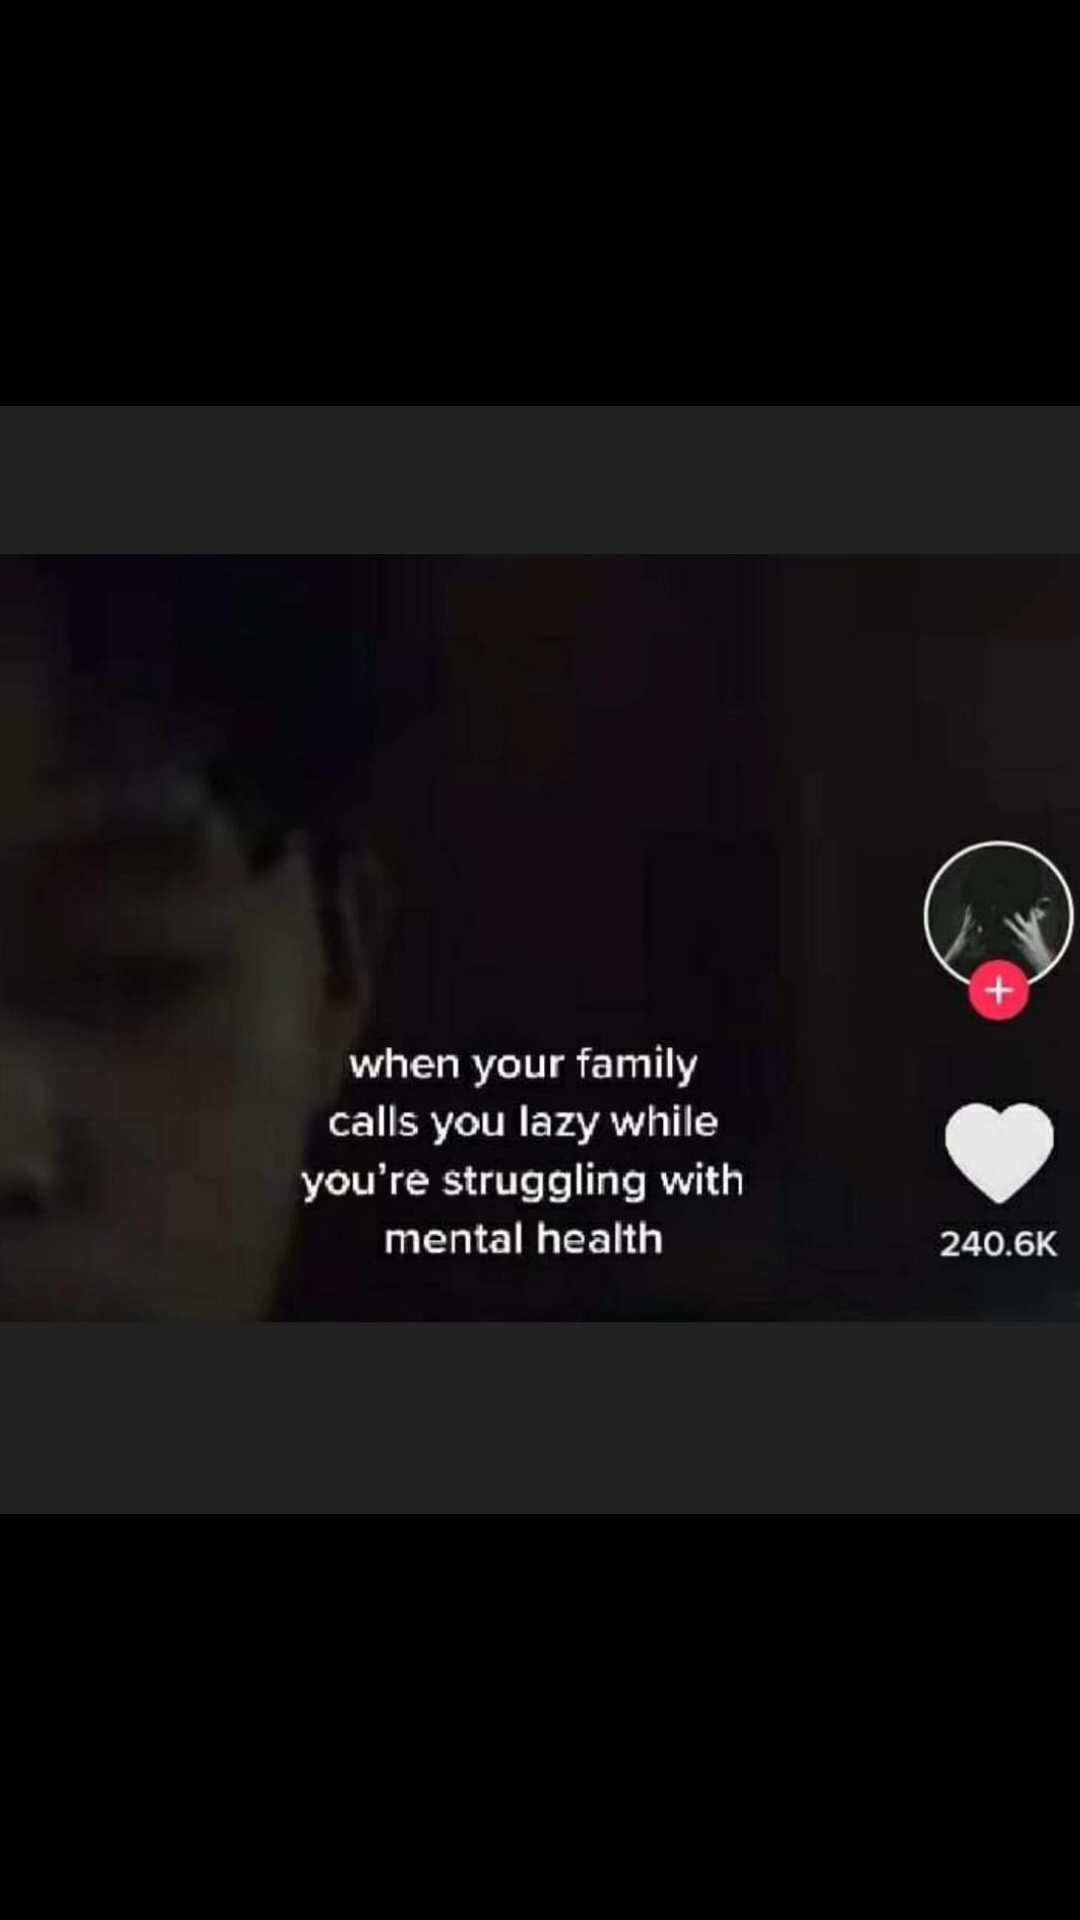 when your family
calls you lazy while
you're struggling with
mental health
240.6K